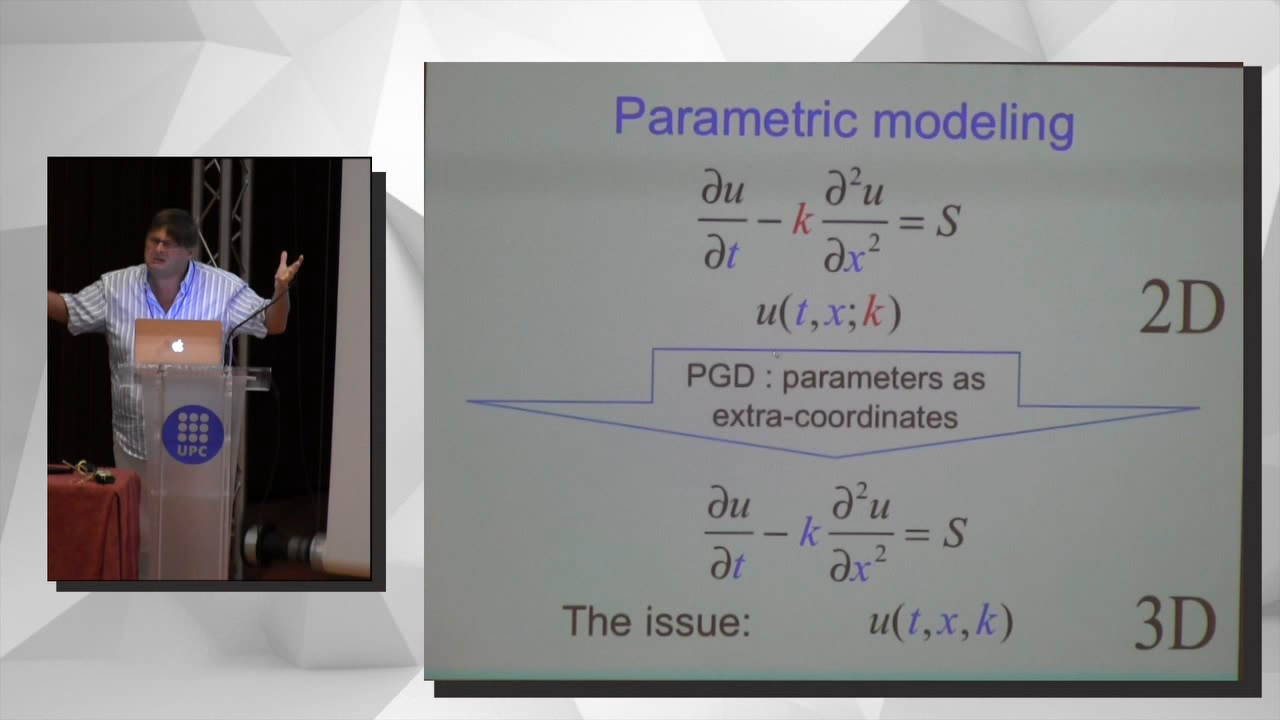 Parametric modeling
∂u/∂t − k ∂²u/∂x² = S
u(t,x;k)
2D
PGD : parameters as
extra-coordinates
∂u/∂t − k ∂²u/∂x² = S
The issue: u(t,x,k)
3D
UPC